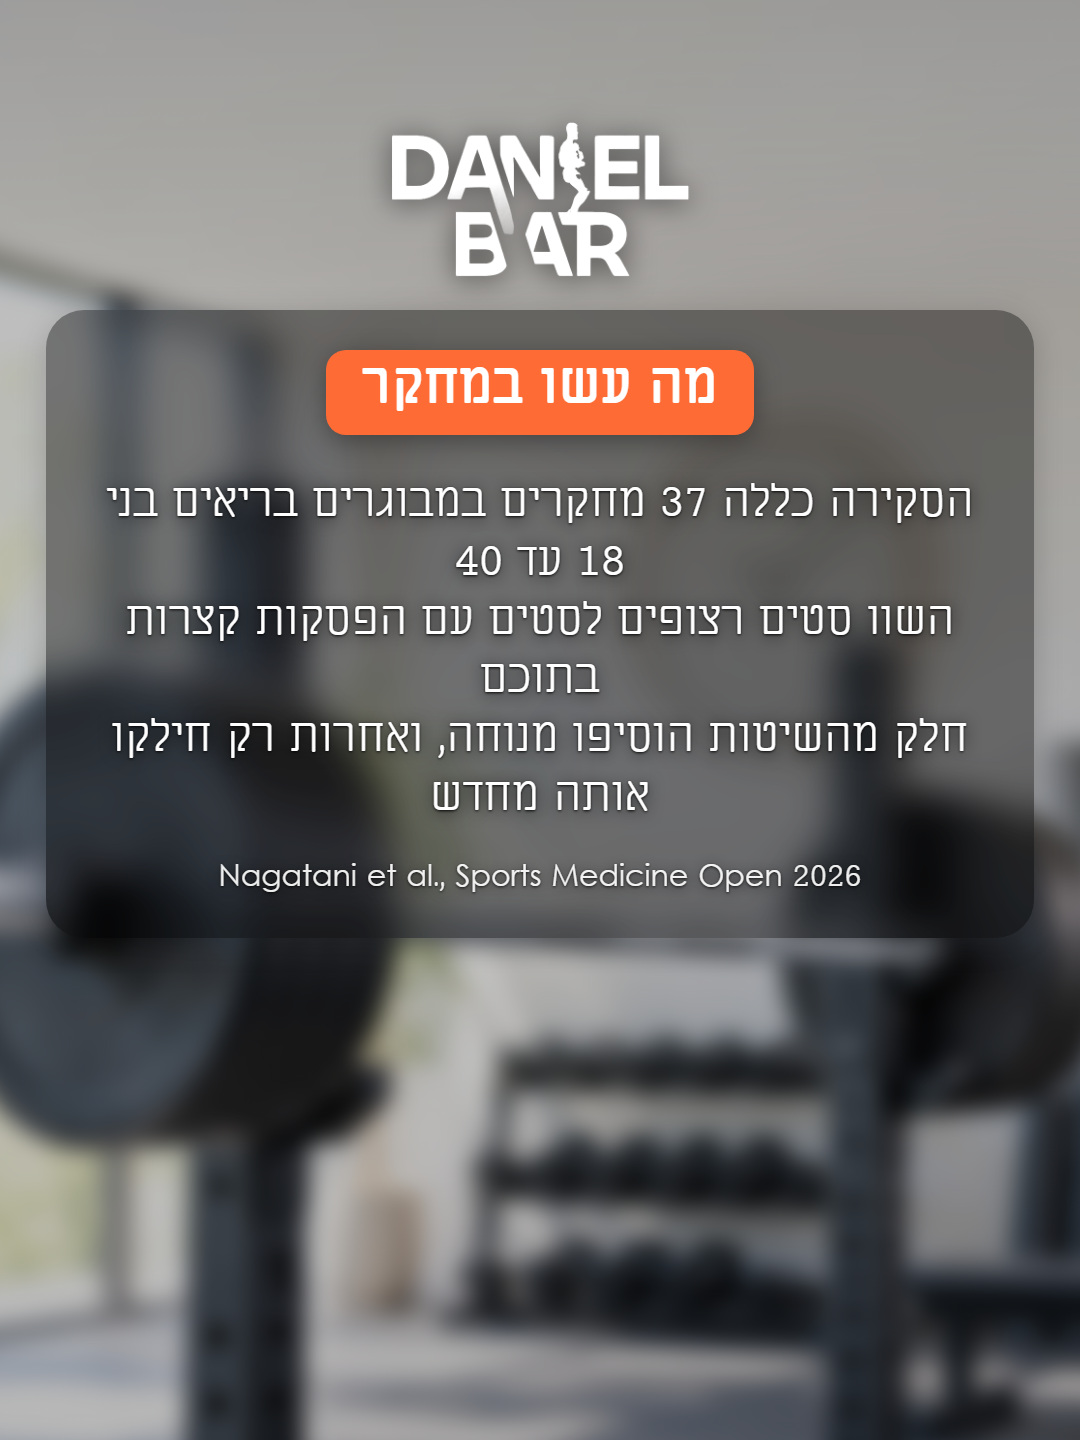 DANIEL
BAR
מה עשו במחקר
הסקירה כללה 37 מחקרים במבוגרים בריאים בני
18 עד 40
השוו סטים רצופים לסטים עם הפסקות קצרות
בתוכם
חלק מהשיטות הוסיפו מנוחה, ואחרות רק חילקו
אותה מחדש
Nagatani et al., Sports Medicine Open 2026